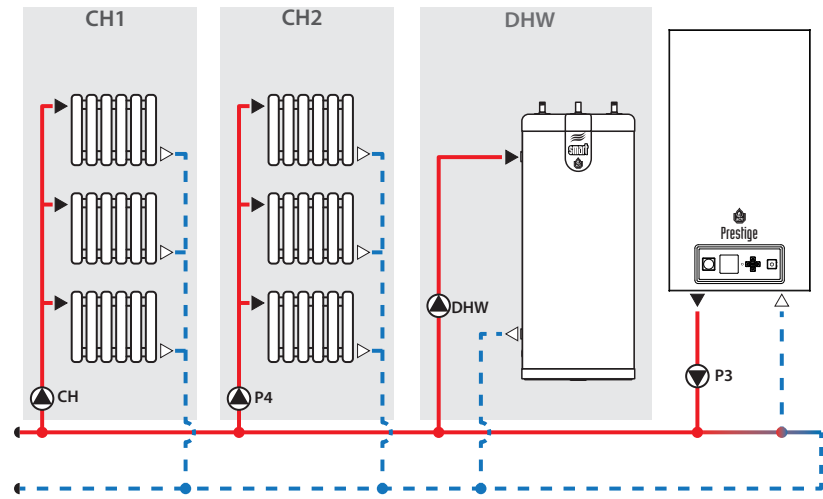 CH1
CH2
DHW
smart
Prestige
DHW
P3
CH
P4